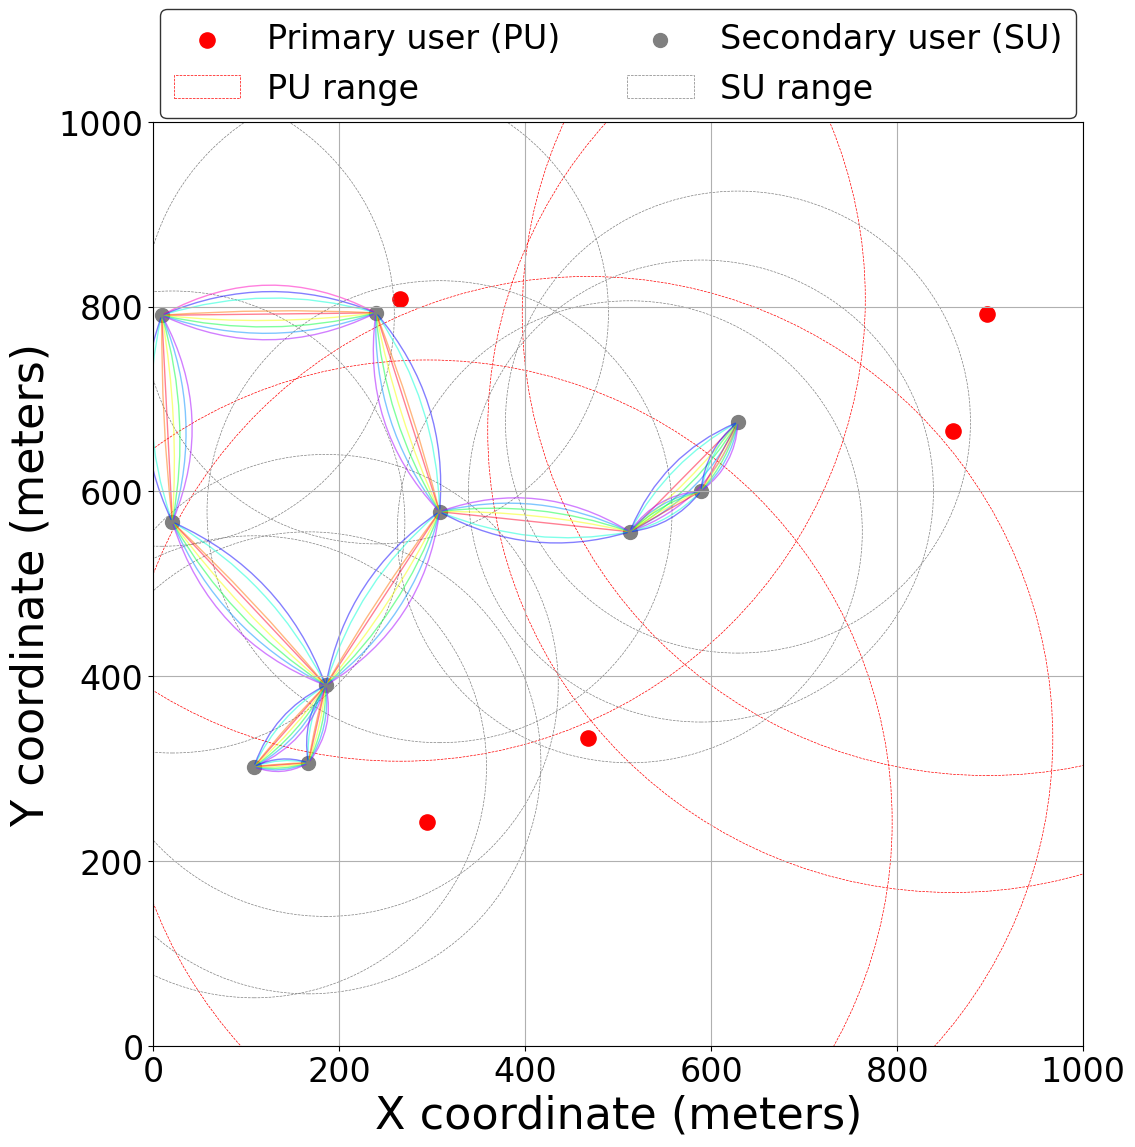 Primary user (PU) Secondary user (SU)
PU range SU range
1000
800
600
400
200
0
Y coordinate (meters)
0 200 400 600 800 1000
X coordinate (meters)